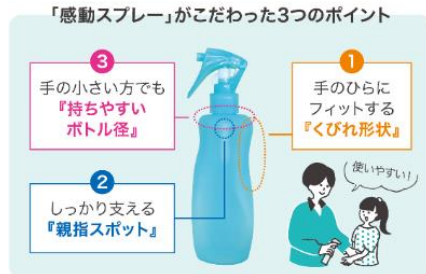 「感動スプレー」がこだわった3つのポイント
1
手のひらに
フィットする
『くびれ形状』
2
しっかり支える
『親指スポット』
3
手の小さい方でも
『持ちやすい
ボトル径』
使いやすい!